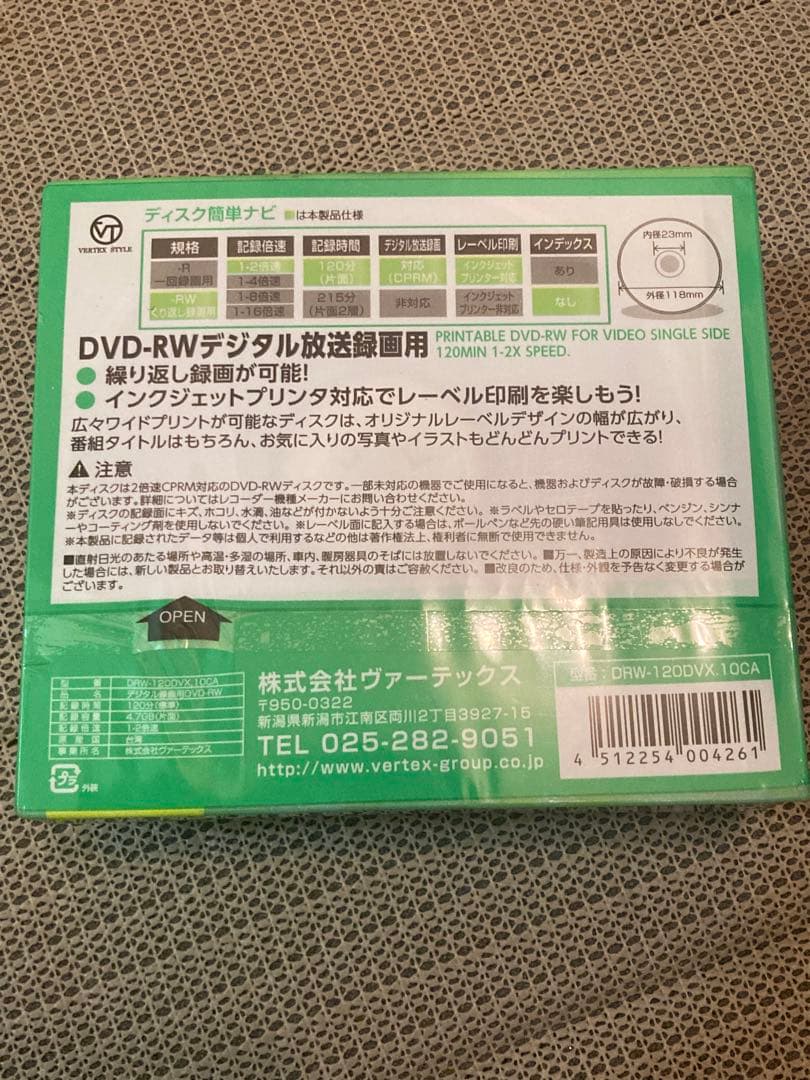 VT
VERTEX STYLE
ディスク簡単ナビ ■は本製品仕様
規格 記録倍速 記録時間 デジタル放送録画 レーベル印刷 インデックス
-R 一回録画用 1-2倍速 120分(片面) 対応(CPRM) インクジェットプリンター対応 あり
1-4倍速
-RW くり返し録画用 1-8倍速 215分(片面2層) 非対応 インクジェットプリンター非対応 なし
1-16倍速
内径23mm
外径118mm
DVD-RWデジタル放送録画用 PRINTABLE DVD-RW FOR VIDEO SINGLE SIDE
120MIN 1-2X SPEED.
● 繰り返し録画が可能!
● インクジェットプリンタ対応でレーベル印刷を楽しもう!
広々ワイドプリントが可能なディスクは、オリジナルレーベルデザインの幅が広がり、
番組タイトルはもちろん、お気に入りの写真やイラストもどんどんプリントできる!
注意
本ディスクは2倍速CPRM対応のDVD-RWディスクです。一部未対応の機器でご使用になると、機器およびディスクが故障・破損する場合
がございます。詳細についてはレコーダー機種メーカーにお問い合わせください。
※ディスクの記録面にキズ、ホコリ、水滴、油などが付かないよう十分ご注意ください。 ※ラベルやセロテープを貼ったり、ベンジン、シンナ
ーやコーティング剤を使用しないでください。 ※レーベル面に記入する場合は、ボールペンなど先の硬い筆記用具は使用しなしでください。
※本製品に記録されたデータ等は個人で利用するなどの他は著作権法上、権利者に無断で使用できません。
■直射日光のあたる場所や高温・多湿の場所、車内、暖房器具のそばには放置しないでください。 ■万一、製造上の原因により不良が発生
した場合には、新しい製品とお取り替えいたします。それ以外の責はご容赦ください。 ■改良のため、仕様・外観を予告なく変更する場合が
ございます。
OPEN
型番 DRW-120DVX.10CA
品名 デジタル録画用DVD-RW
記録時間 120分(標準)
記録容量 4.7GB(片面)
記録倍速 1-2倍速
原産国 台湾
事業所名 株式会社ヴァーテックス
プラ 外装
株式会社ヴァーテックス
〒950-0322
新潟県新潟市江南区両川2丁目3927-15
TEL 025-282-9051
http://www.vertex-group.co.jp
型番:DRW-120DVX.10CA
4 512254 004261